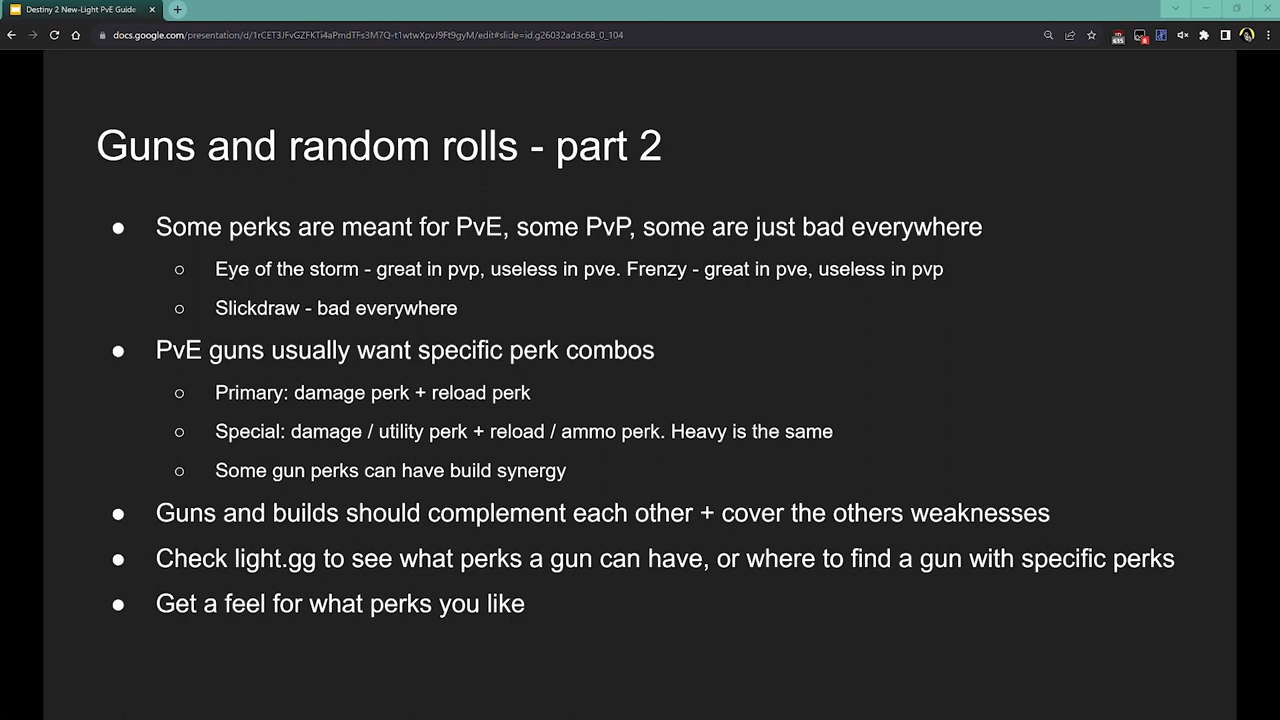 Destiny 2 New-Light PvE Guide
docs.google.com/presentation/d/1rCET3JFvGZFKTi4aPmdTFs3M7Q-t1wtwXpvJ9Ft9gyM/edit#slide=id.g26032ad3c68_0_104
Guns and random rolls - part 2
● Some perks are meant for PvE, some PvP, some are just bad everywhere
○ Eye of the storm - great in pvp, useless in pve. Frenzy - great in pve, useless in pvp
○ Slickdraw - bad everywhere
● PvE guns usually want specific perk combos
○ Primary: damage perk + reload perk
○ Special: damage / utility perk + reload / ammo perk. Heavy is the same
○ Some gun perks can have build synergy
● Guns and builds should complement each other + cover the others weaknesses
● Check light.gg to see what perks a gun can have, or where to find a gun with specific perks
● Get a feel for what perks you like